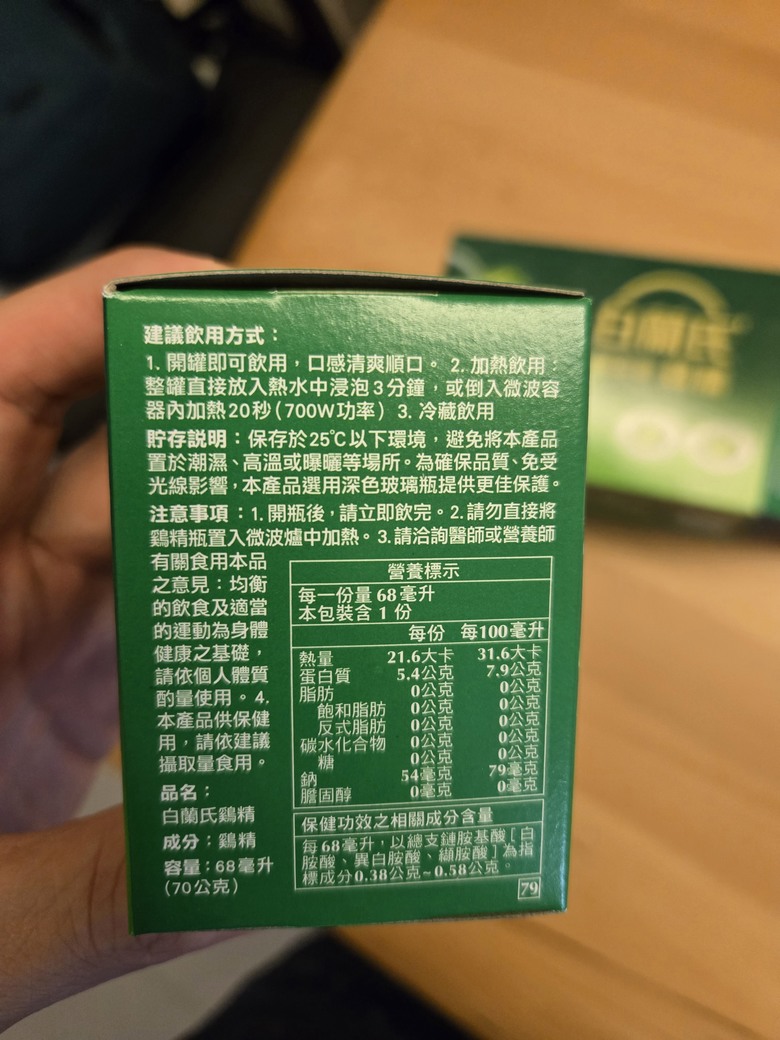 建議飲用方式：
1. 開罐即可飲用，口感清爽順口。 2. 加熱飲用：
整罐直接放入熱水中浸泡3分鐘，或倒入微波容
器內加熱20秒(700W功率) 3. 冷藏飲用
貯存説明：保存於25℃以下環境，避免將本產品
置於潮濕、高溫或曝曬等場所。為確保品質、免受
光線影響，本產品選用深色玻璃瓶提供更佳保護。
注意事項：1. 開瓶後，請立即飲完。2. 請勿直接將
鷄精瓶置入微波爐中加熱。3. 請洽詢醫師或營養師
有關食用本品
之意見：均衡
的飲食及適當
的運動為身體
健康之基礎，
請依個人體質
酌量使用。4.
本產品供保健
用，請依建議
攝取量食用。
品名：
白蘭氏鷄精
成分：鷄精
容量：68毫升
(70公克)
營養標示
每一份量 68 毫升
本包裝含 1 份
每份 每100毫升
熱量 21.6大卡 31.6大卡
蛋白質 5.4公克 7.9公克
脂肪 0公克 0公克
飽和脂肪 0公克 0公克
反式脂肪 0公克 0公克
碳水化合物 0公克 0公克
糖 0公克 0公克
鈉 54毫克 79毫克
膽固醇 0毫克 0毫克
保健功效之相關成分含量
每 68毫升，以總支鏈胺基酸[白
胺酸、異白胺酸、纈胺酸]為指
標成分0.38公克~0.58公克。
79
白蘭氏